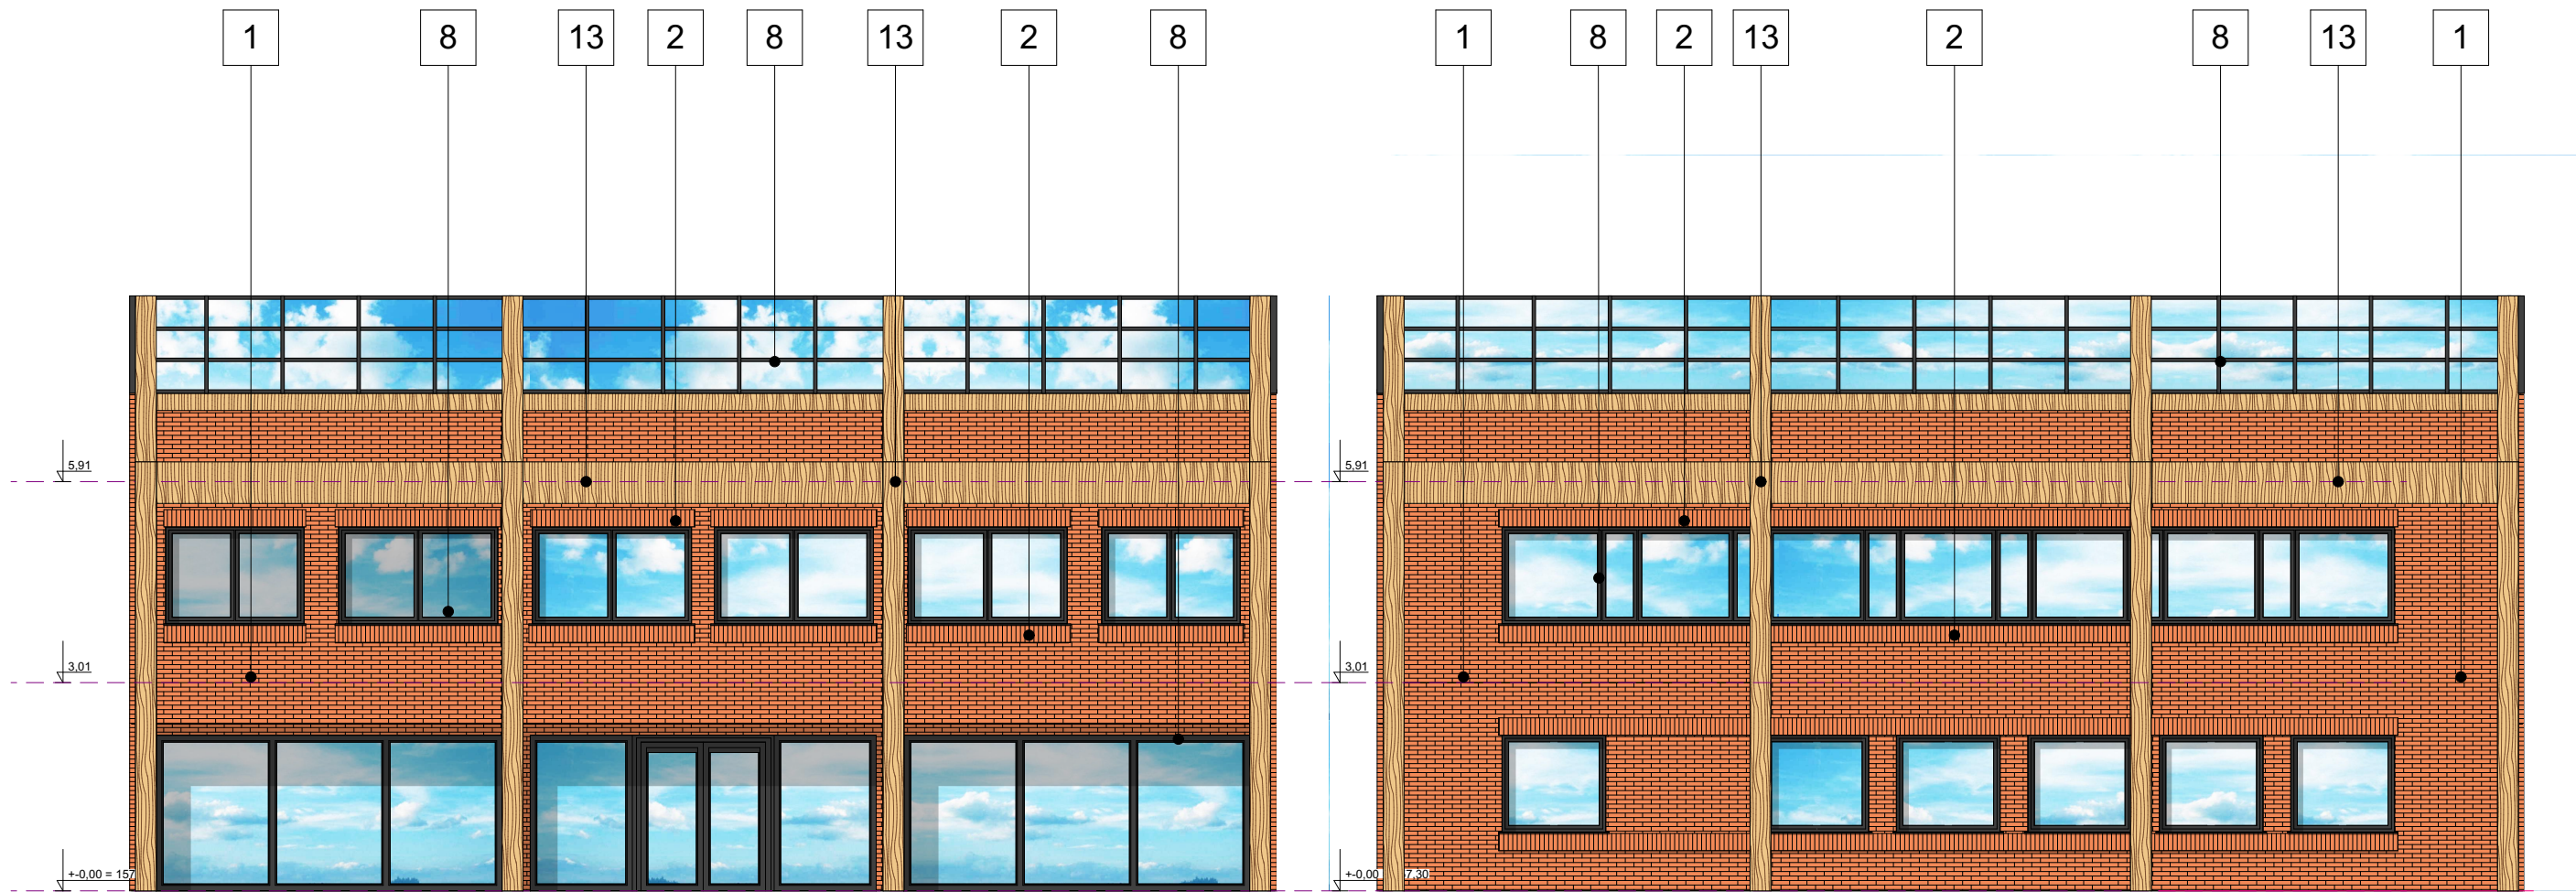 1 8 13 2 8 13 2 8 1 8 2 13 2 8 13 1
5,91 5,91
3,01 3,01
+-0,00 = 157 +-0,00 7,30